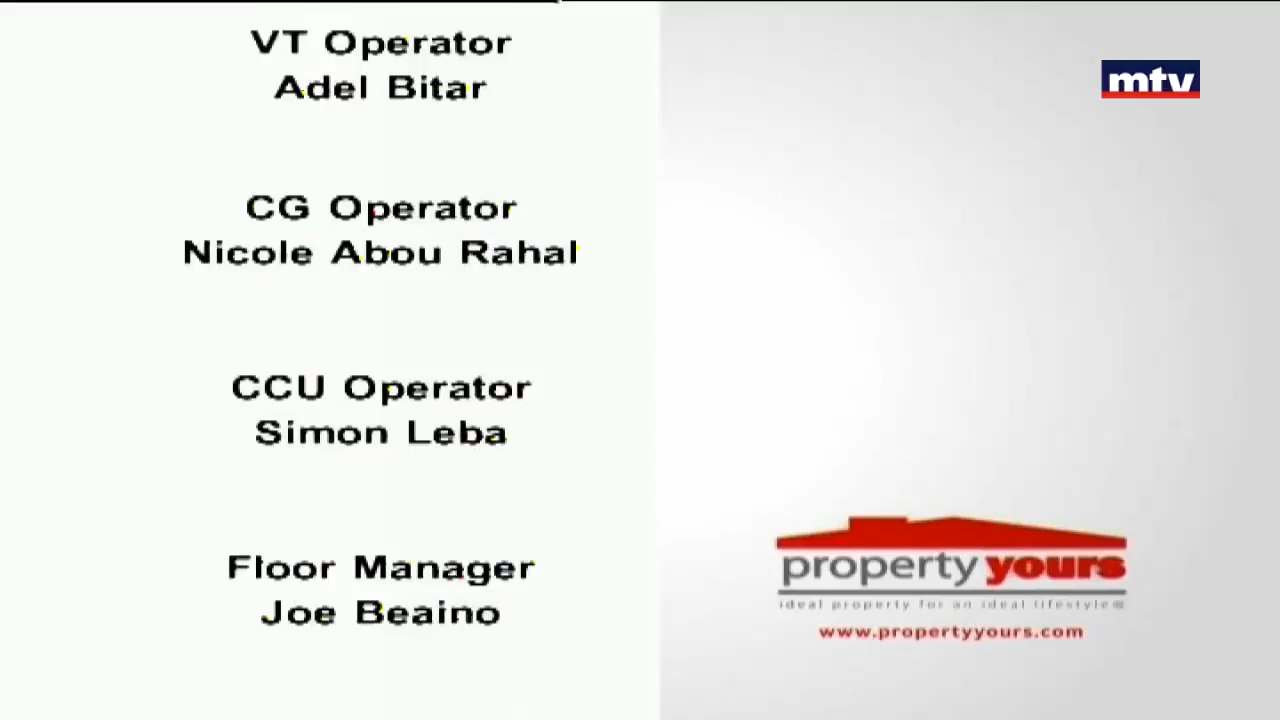 VT Operator
Adel Bitar
CG Operator
Nicole Abou Rahal
CCU Operator
Simon Leba
Floor Manager
Joe Beaino
mtv
property yours
ideal property for an ideal lifestyle
www.propertyyours.com